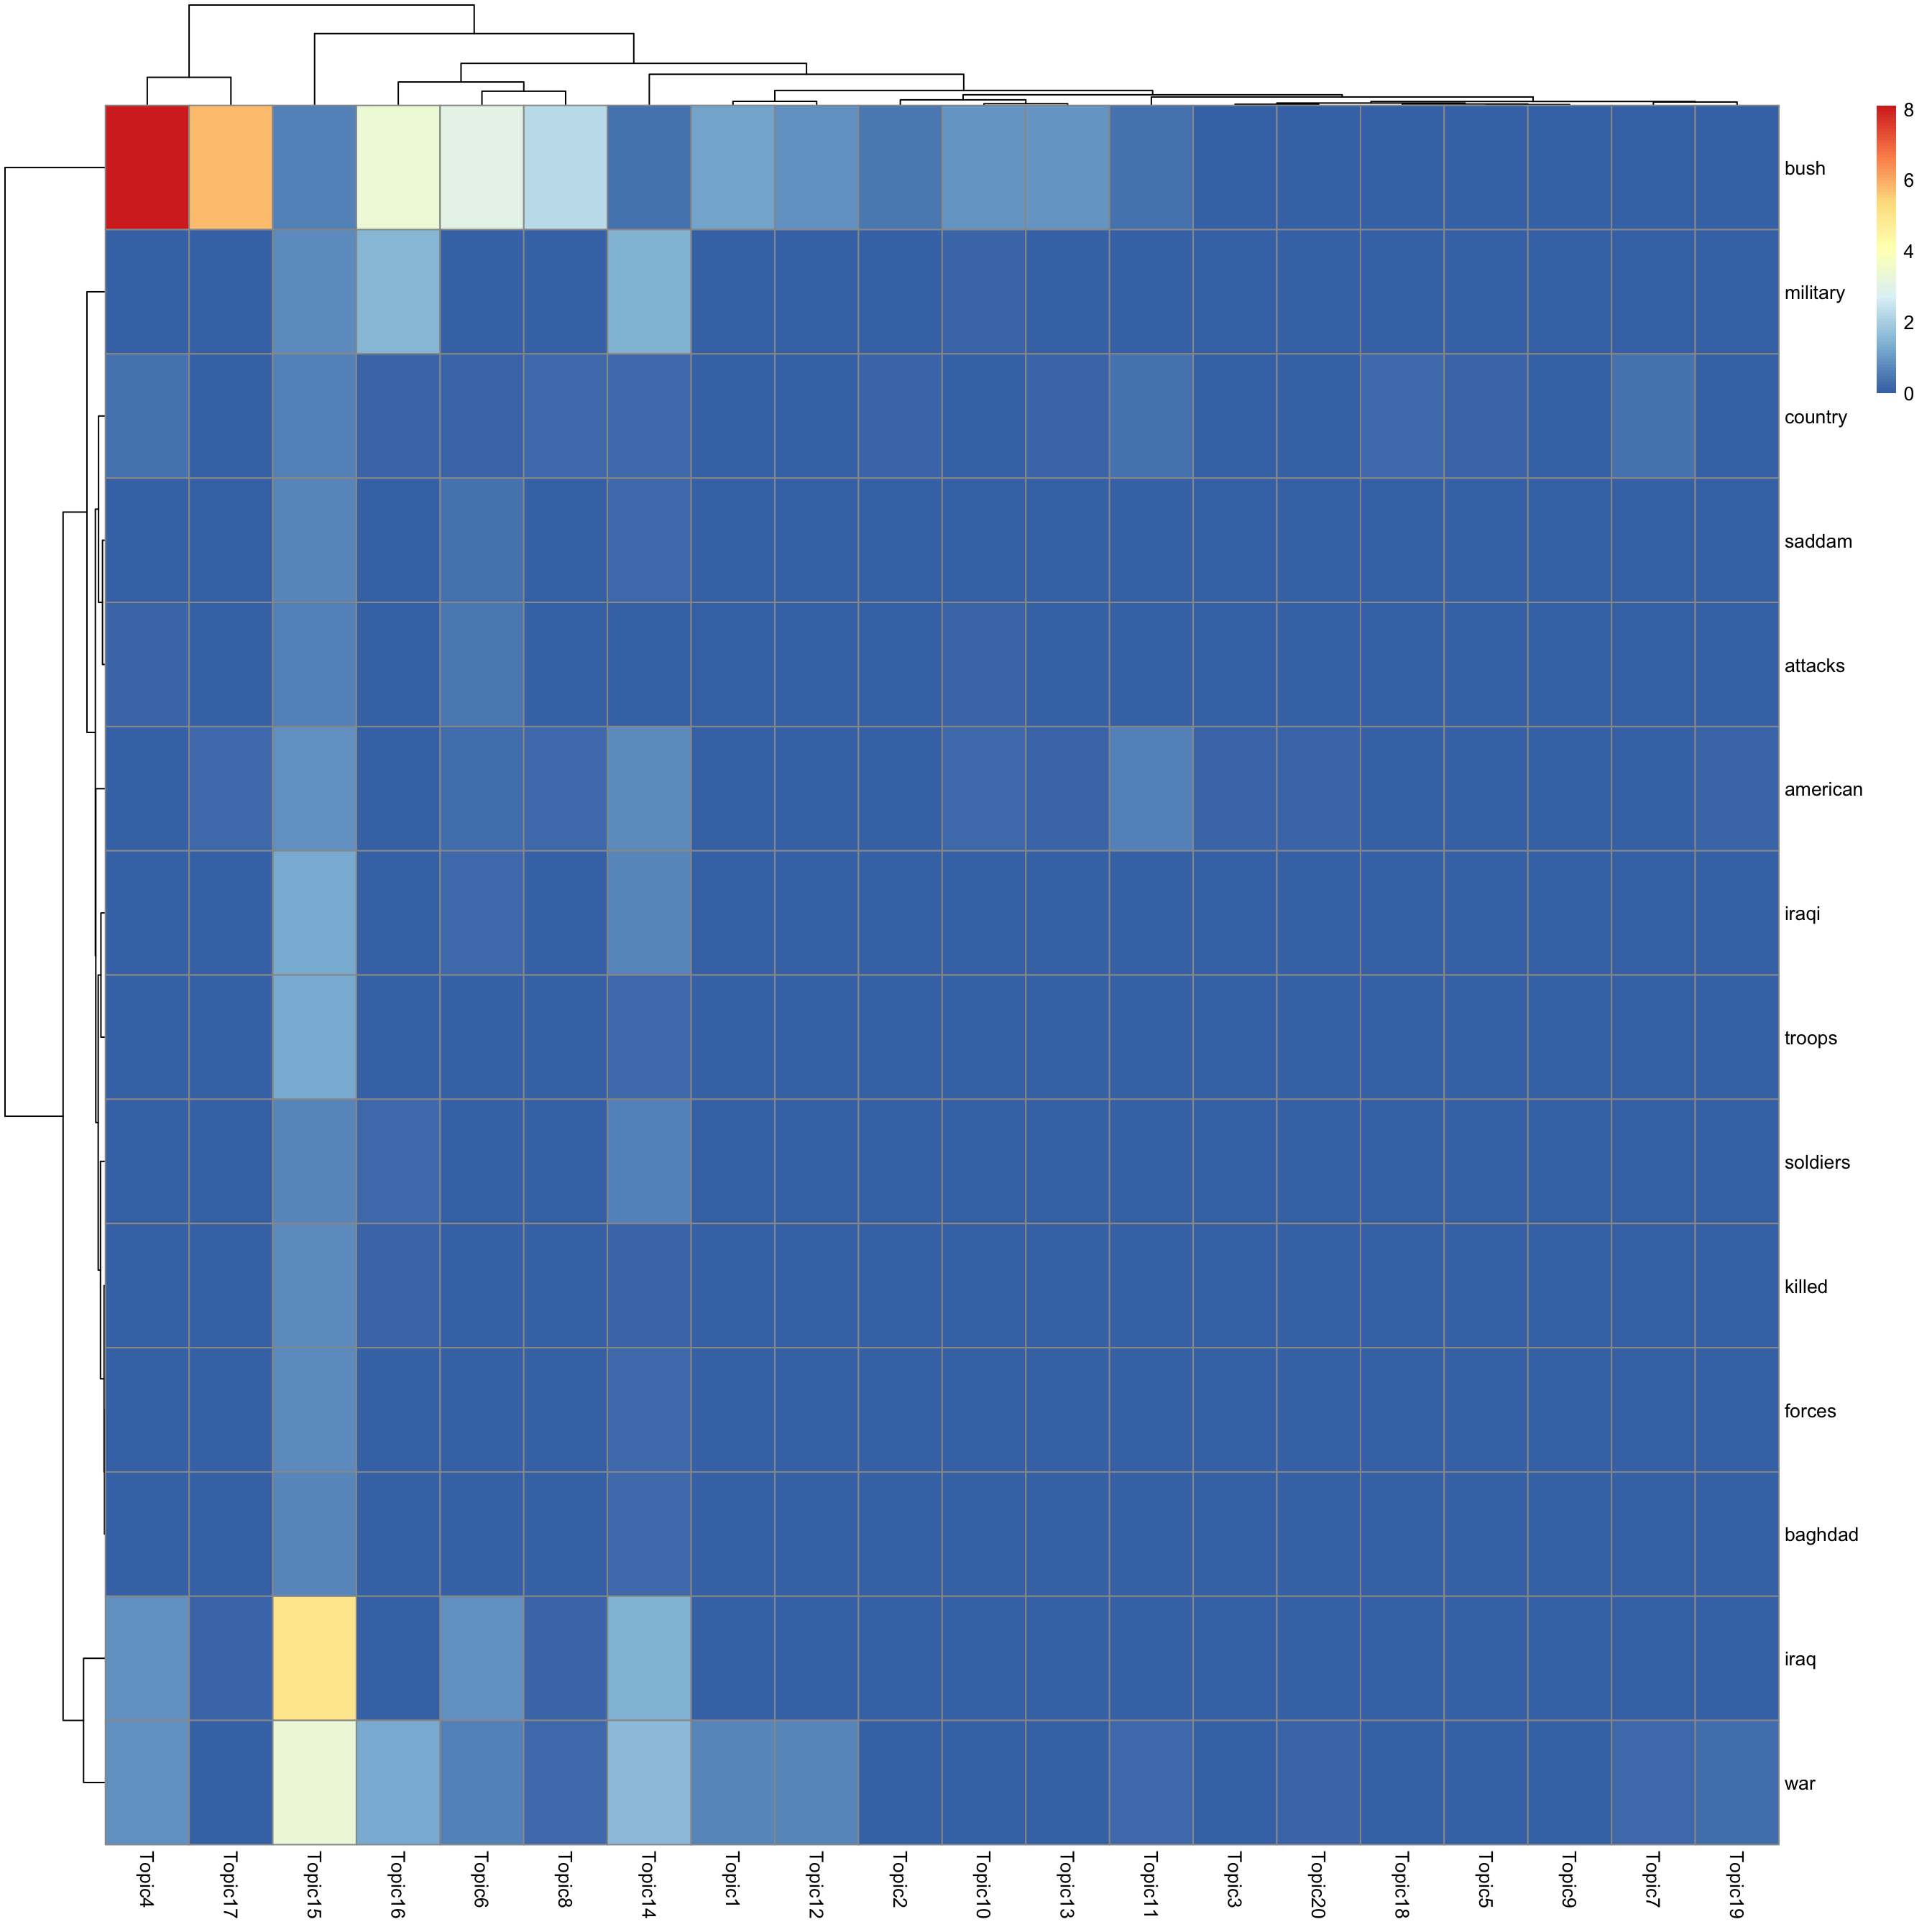 8
6
4
2
0
bush
military
country
saddam
attacks
american
iraqi
troops
soldiers
killed
forces
baghdad
iraq
war
Topic4
Topic17
Topic15
Topic16
Topic6
Topic8
Topic14
Topic1
Topic12
Topic2
Topic10
Topic13
Topic11
Topic3
Topic20
Topic18
Topic5
Topic9
Topic7
Topic19